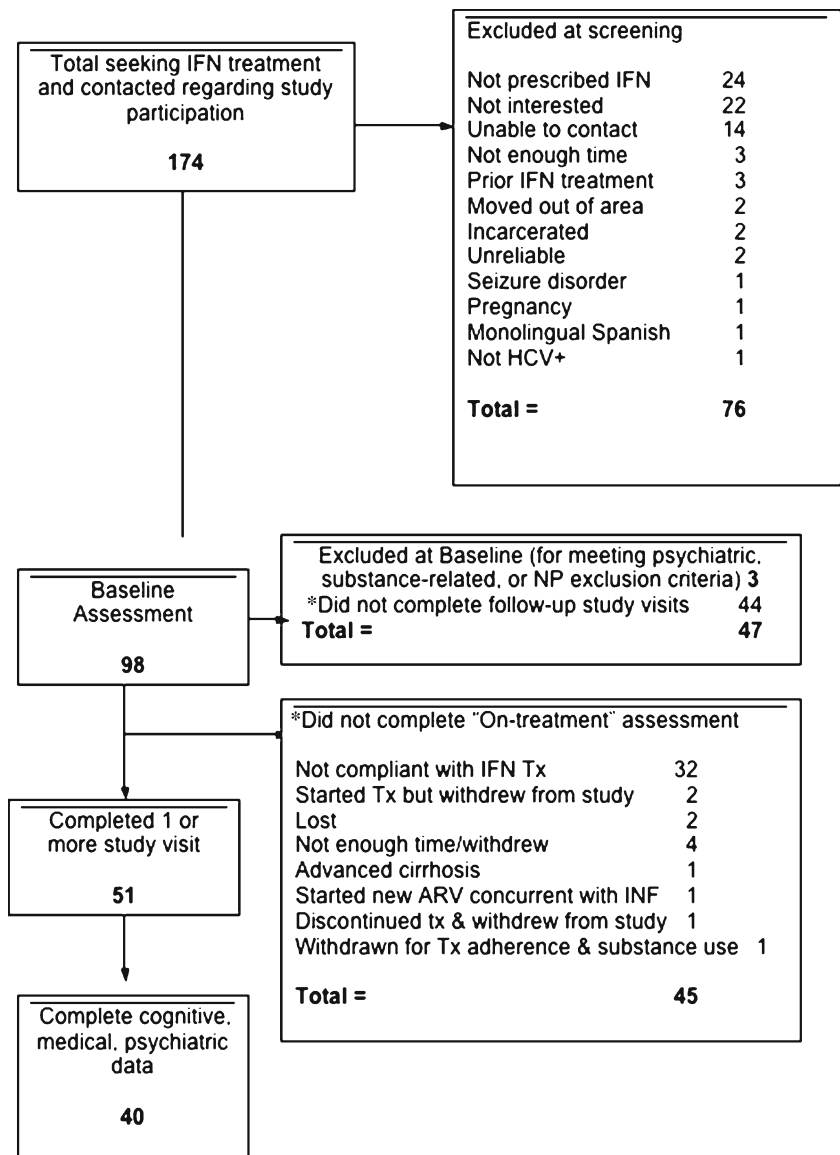 Total seeking IFN treatment
and contacted regarding study
participation
174
Excluded at screening
Not prescribed IFN 24
Not interested 22
Unable to contact 14
Not enough time 3
Prior IFN treatment 3
Moved out of area 2
Incarcerated 2
Unreliable 2
Seizure disorder 1
Pregnancy 1
Monolingual Spanish 1
Not HCV+ 1
Total = 76
Baseline
Assessment
98
Excluded at Baseline (for meeting psychiatric,
substance-related, or NP exclusion criteria) 3
*Did not complete follow-up study visits 44
Total = 47
*Did not complete "On-treatment" assessment
Not compliant with IFN Tx 32
Started Tx but withdrew from study 2
Lost 2
Not enough time/withdrew 4
Advanced cirrhosis 1
Started new ARV concurrent with INF 1
Discontinued tx & withdrew from study 1
Withdrawn for Tx adherence & substance use 1
Total = 45
Completed 1 or
more study visit
51
Complete cognitive,
medical, psychiatric
data
40